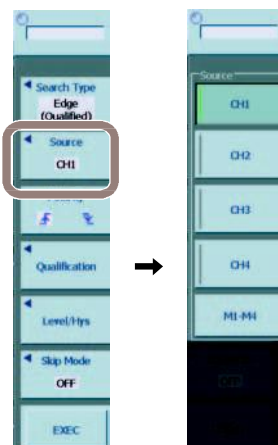 Search Type
Edge
(Qualified)
Source
CH1
Qualification
Level/Hys
Skip Mode
OFF
EXEC
Source
CH1
CH2
CH3
CH4
M1-M4